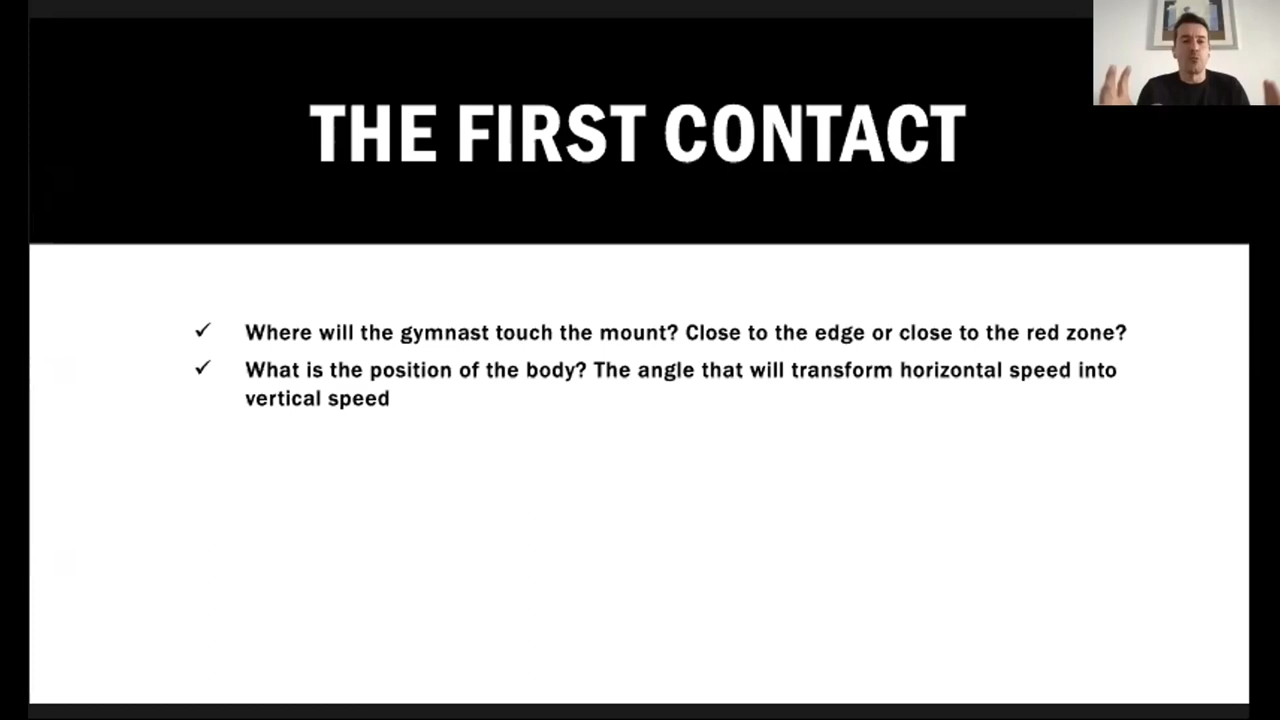 THE FIRST CONTACT
✓ Where will the gymnast touch the mount? Close to the edge or close to the red zone?
✓ What is the position of the body? The angle that will transform horizontal speed into
vertical speed